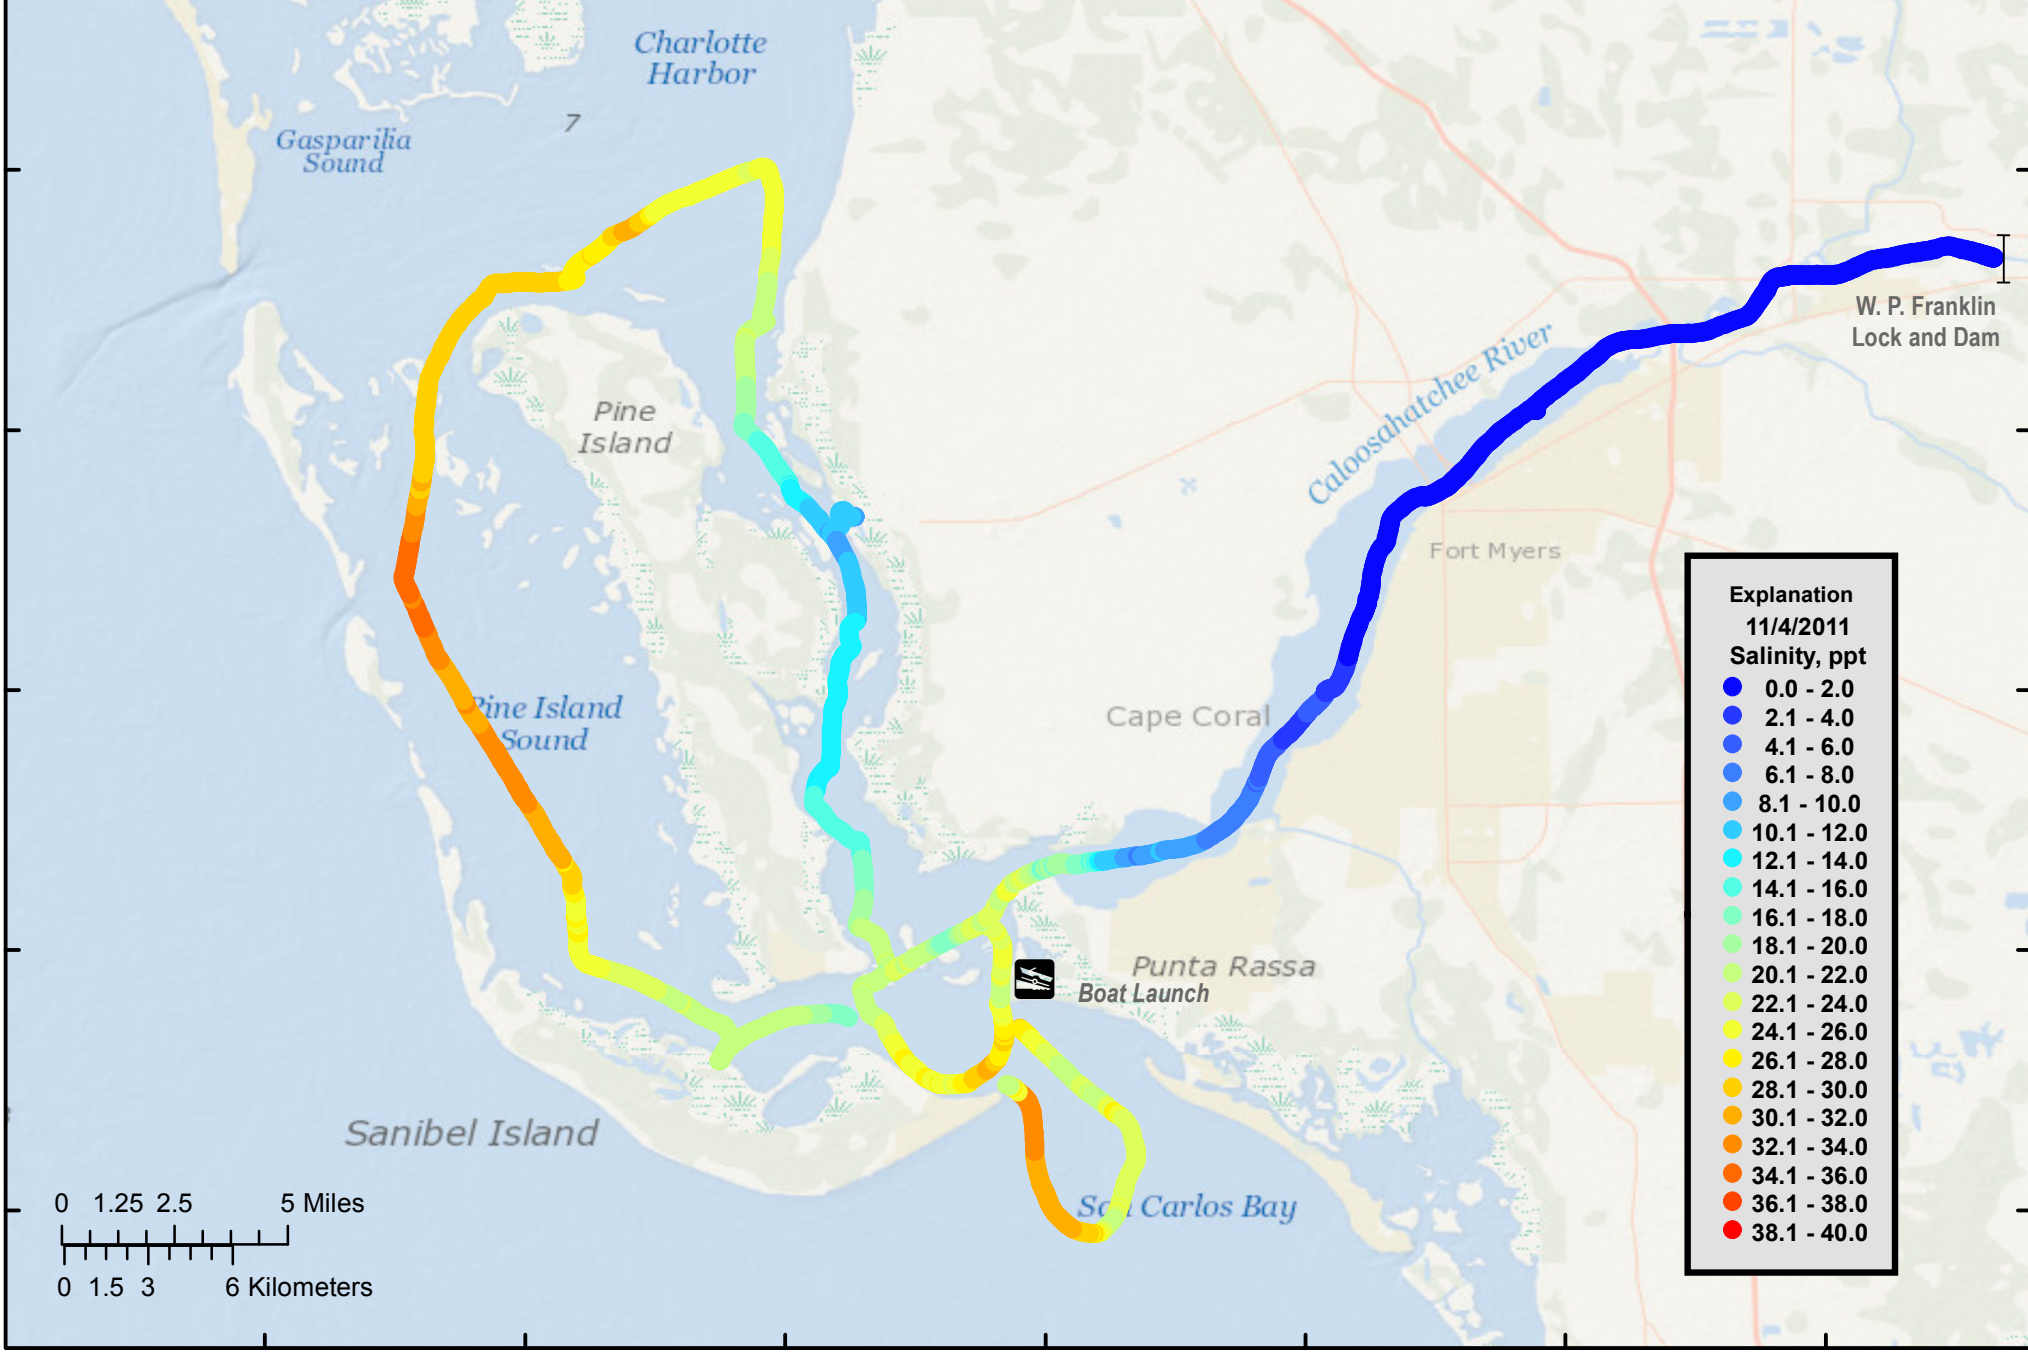 Charlotte
Harbor
7
Gasparilia
Sound
W. P. Franklin
Lock and Dam
Caloosahatchee River
Pine
Island
Fort Myers
Explanation
11/4/2011
Salinity, ppt
0.0 - 2.0
2.1 - 4.0
4.1 - 6.0
6.1 - 8.0
8.1 - 10.0
10.1 - 12.0
12.1 - 14.0
14.1 - 16.0
16.1 - 18.0
18.1 - 20.0
20.1 - 22.0
22.1 - 24.0
24.1 - 26.0
26.1 - 28.0
28.1 - 30.0
30.1 - 32.0
32.1 - 34.0
34.1 - 36.0
36.1 - 38.0
38.1 - 40.0
Pine Island
Sound
Cape Coral
Punta Rassa
Boat Launch
Sanibel Island
San Carlos Bay
0 1.25 2.5 5 Miles
0 1.5 3 6 Kilometers